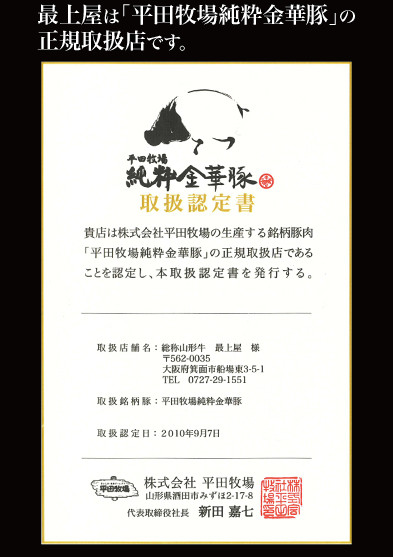 最上屋は「平田牧場純粋金華豚」の
正規取扱店です。
平田牧場
純粋金華豚
取扱認定書
貴店は株式会社平田牧場の生産する銘柄豚肉
「平田牧場純粋金華豚」の正規取扱店である
ことを認定し、本取扱認定書を発行する。
取扱店舗名：総称山形牛　最上屋　様
〒562-0035
大阪府箕面市船場東3-5-1
TEL　0727-29-1551
取扱銘柄豚：平田牧場純粋金華豚
取扱認定日：2010年9月7日
平田牧場
株式会社 平田牧場
山形県酒田市みずほ2-17-8
代表取締役社長　新田 嘉七